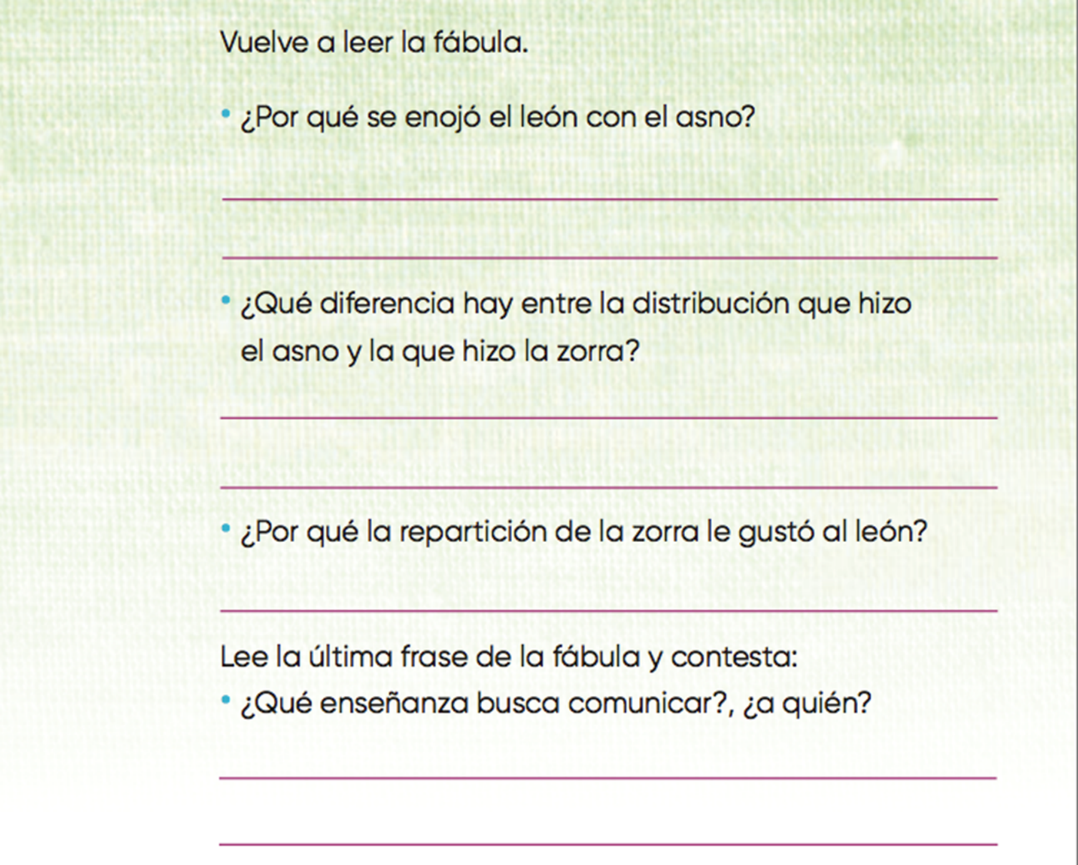 Vuelve a leer la fábula.
• ¿Por qué se enojó el león con el asno?
• ¿Qué diferencia hay entre la distribución que hizo
el asno y la que hizo la zorra?
• ¿Por qué la repartición de la zorra le gustó al león?
Lee la última frase de la fábula y contesta:
• ¿Qué enseñanza busca comunicar?, ¿a quién?